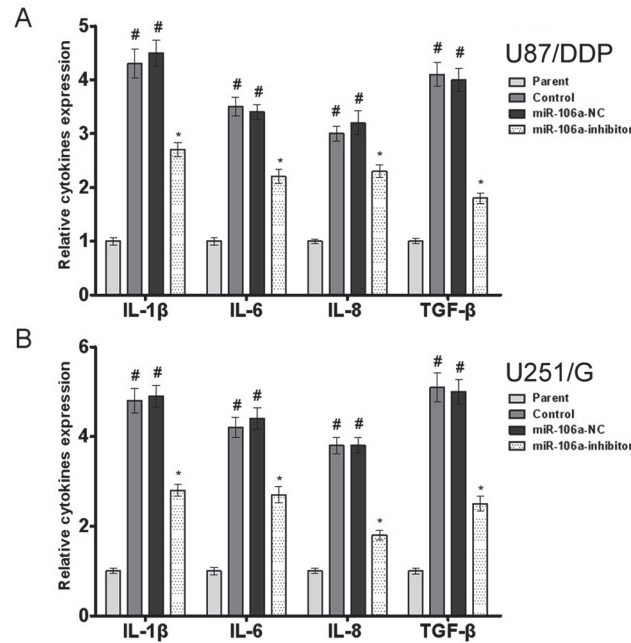 A
U87/DDP
Parent
Control
miR-106a-NC
miR-106a-inhibitor
Relative cytokines expression
5
4
3
2
1
0
# # * # # * # # * # # *
IL-1β IL-6 IL-8 TGF-β
B
U251/G
Parent
Control
miR-106a-NC
miR-106a-inhibitor
Relative cytokines expression
6
4
2
0
# # * # # * # # * # # *
IL-1β IL-6 IL-8 TGF-β